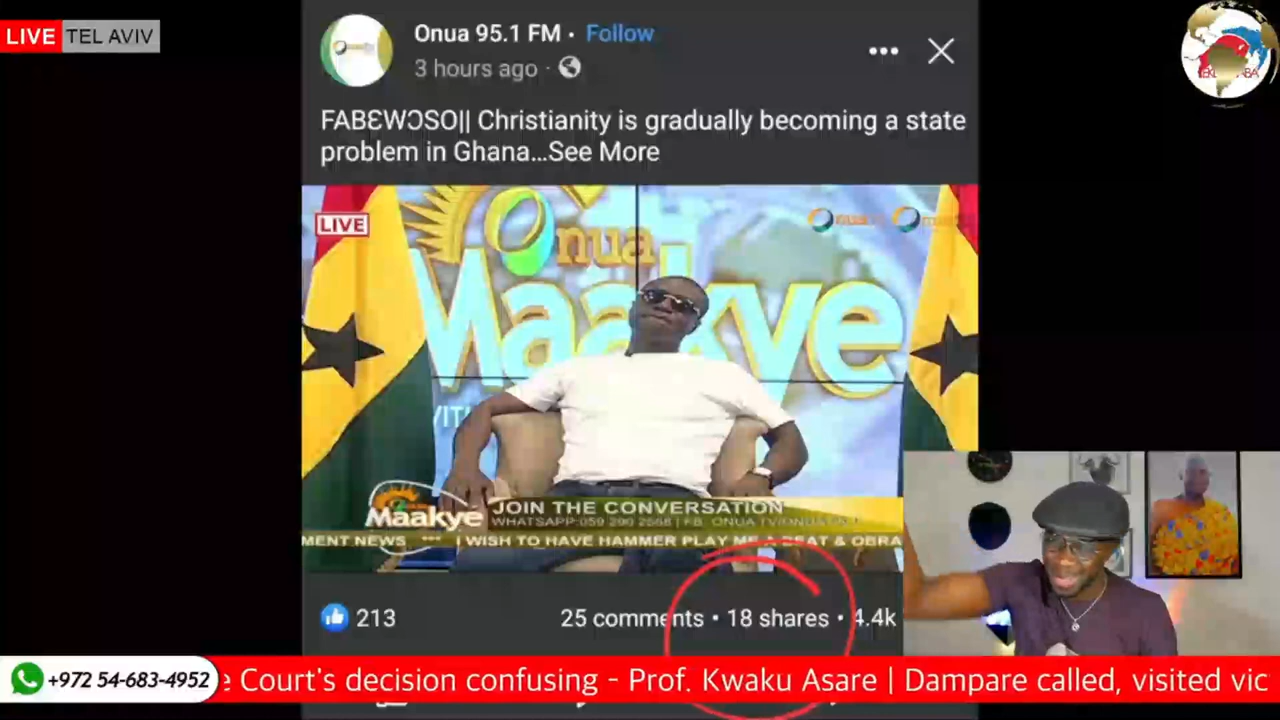 LIVE TEL AVIV
Onua 95.1 FM · Follow
3 hours ago ·
FABƐWƆSO|| Christianity is gradually becoming a state
problem in Ghana...See More
LIVE
Onua
Maakye
Maakye
JOIN THE CONVERSATION
MENT NEWS *** I WISH TO HAVE HAMMER PLAY ME A BEAT & OBRA
213
25 comments · 18 shares · 4.4k
+972 54-683-4952
Court's decision confusing - Prof. Kwaku Asare | Dampare called, visited vic